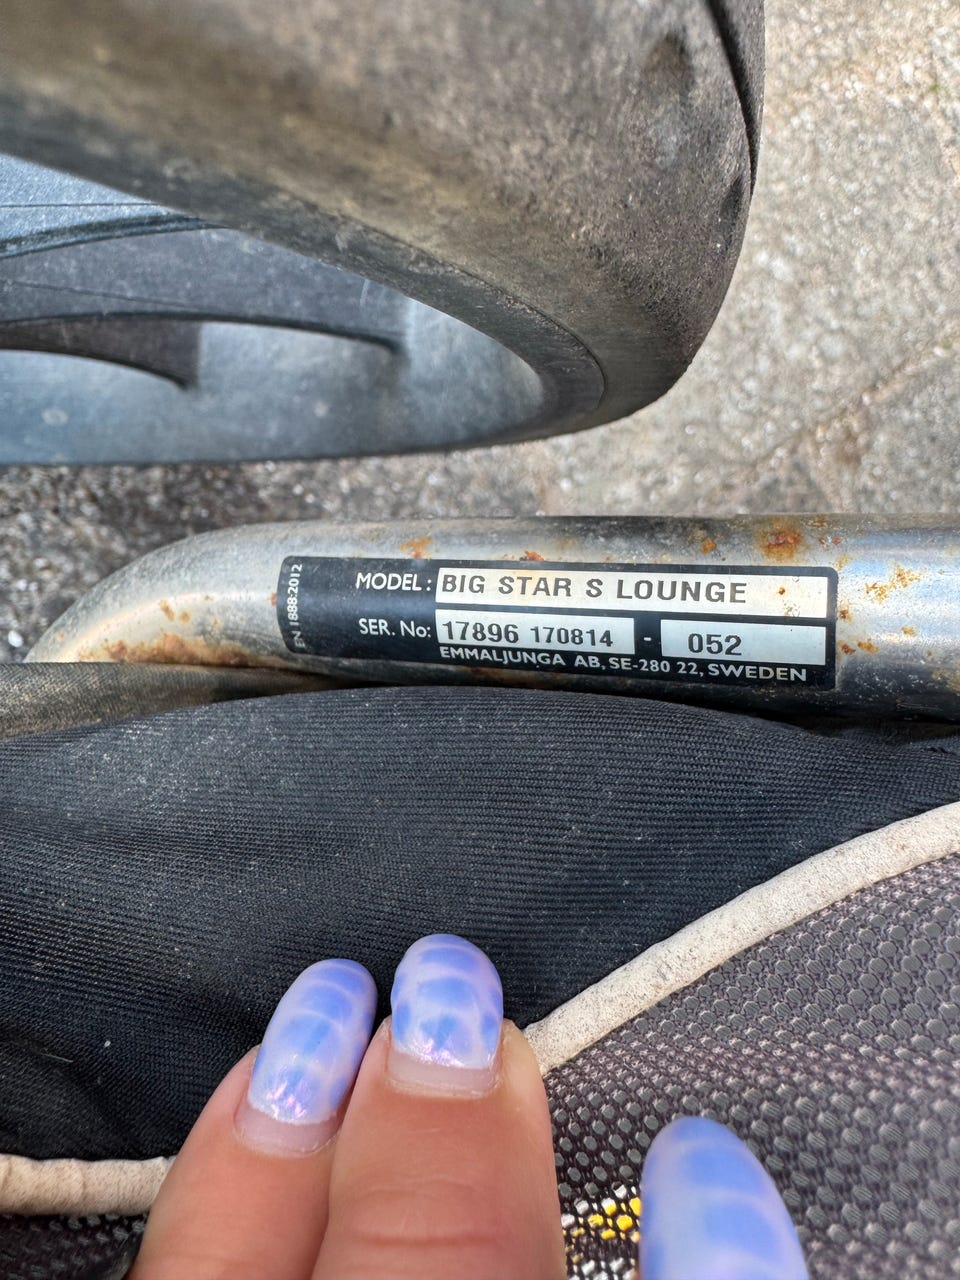 EN 1888:2012
MODEL: BIG STAR S LOUNGE
SER. No: 17896 170814 - 052
EMMALJUNGA AB, SE-280 22, SWEDEN